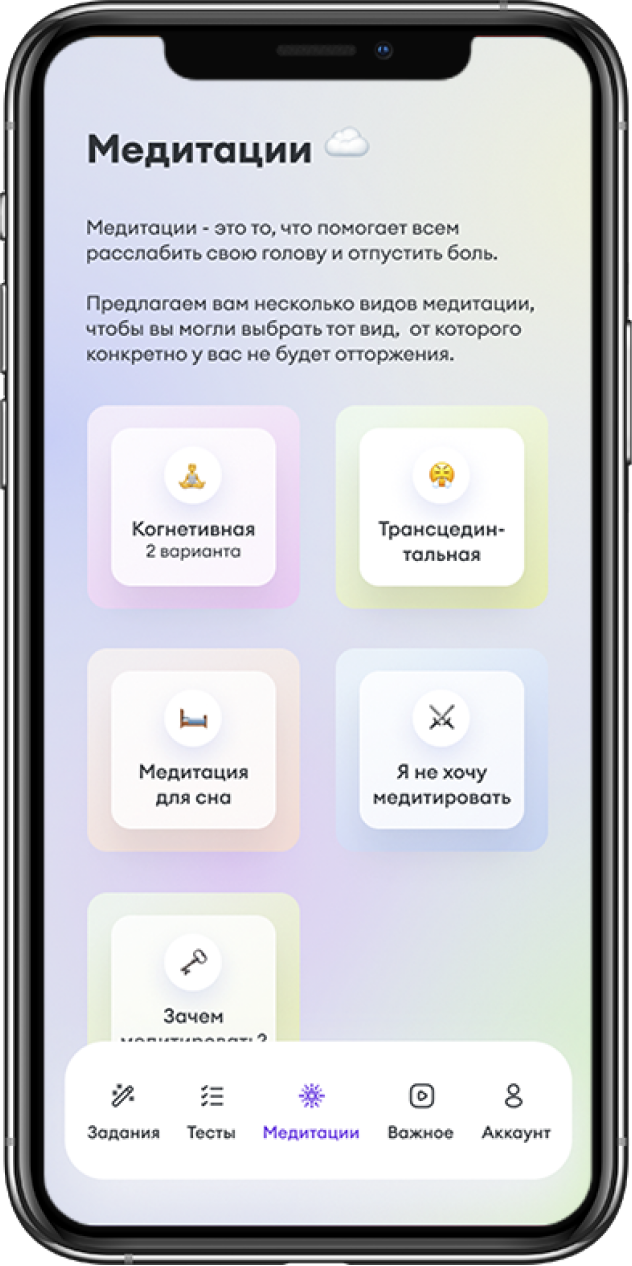 Медитации
Медитации - это то, что помогает всем
расслабить свою голову и отпустить боль.
Предлагаем вам несколько видов медитации,
чтобы вы могли выбрать тот вид, от которого
конкретно у вас не будет отторжения.
Когнетивная
2 варианта
Трансцедин-
тальная
Медитация
для сна
Я не хочу
медитировать
Зачем
медитировать?
Задания
Тесты
Медитации
Важное
Аккаунт